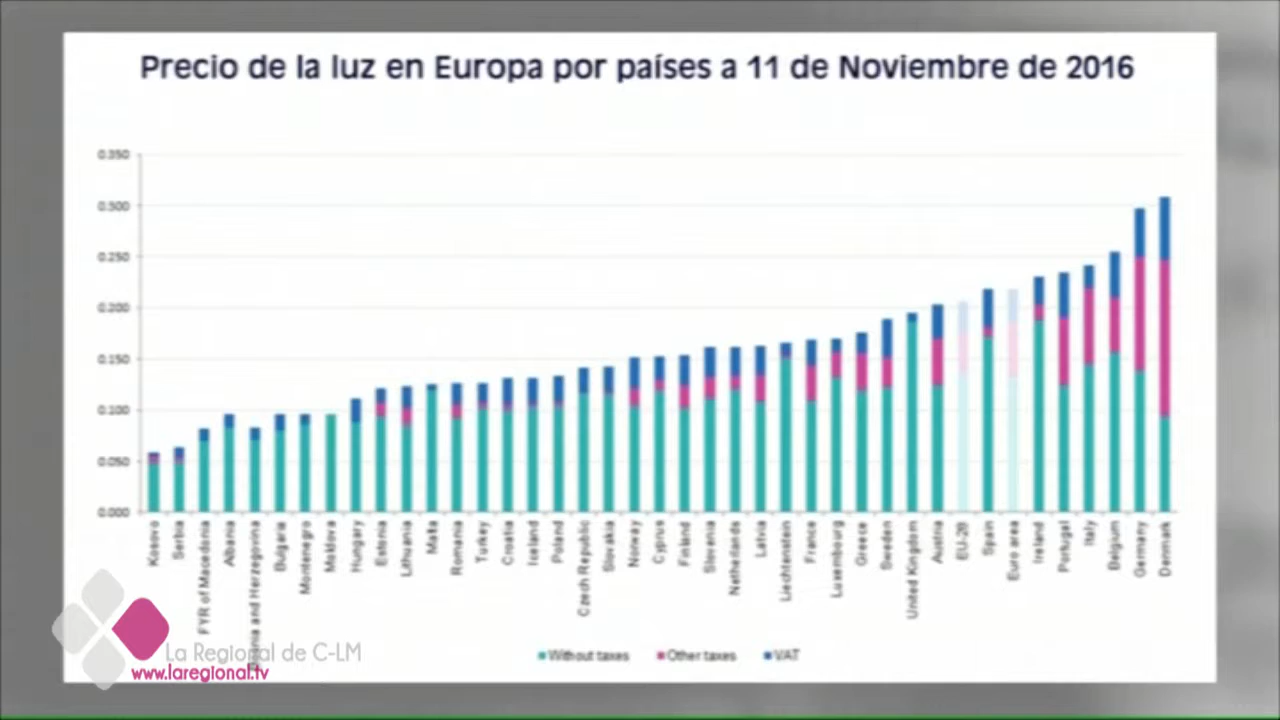 Precio de la luz en Europa por países a 11 de Noviembre de 2016
0.350
0.300
0.250
0.200
0.150
0.100
0.050
0.000
Kosovo
Serbia
FYR of Macedonia
Albania
Bosnia and Herzegovina
Bulgaria
Montenegro
Moldova
Hungary
Estonia
Lithuania
Malta
Romania
Turkey
Croatia
Iceland
Poland
Czech Republic
Slovakia
Norway
Cyprus
Finland
Slovenia
Netherlands
Latvia
Liechtenstein
France
Luxembourg
Greece
Sweden
United Kingdom
Austria
EU-28
Spain
Euro area
Ireland
Portugal
Italy
Belgium
Germany
Denmark
Without taxes
Other taxes
VAT
La Regional de C-LM
www.laregional.tv